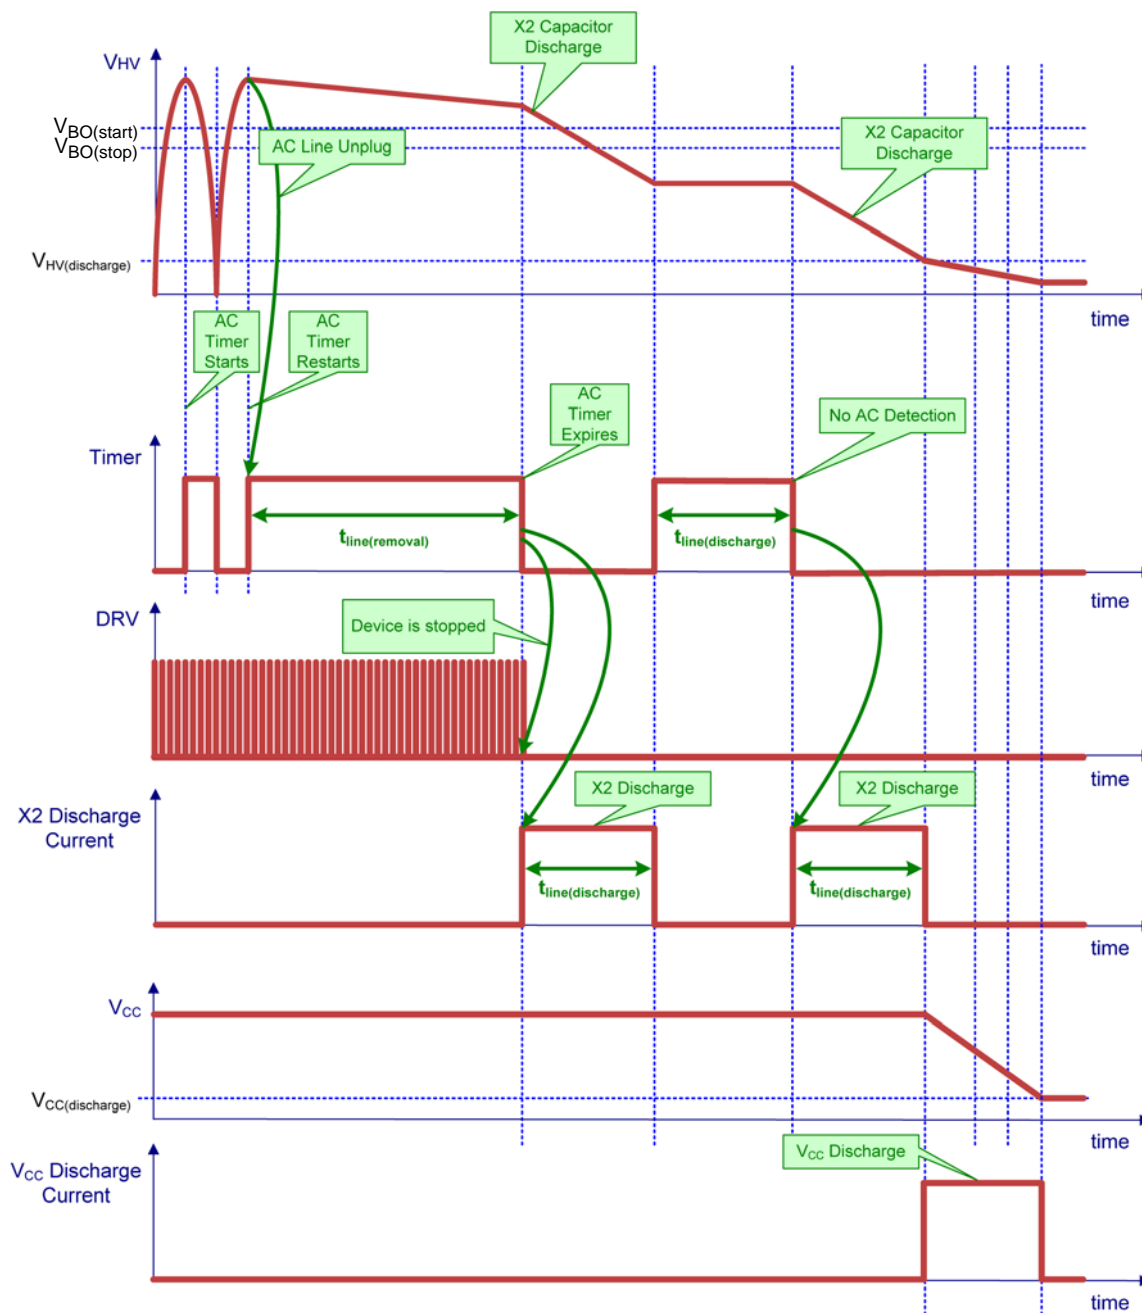 X2 Capacitor
Discharge
VHV
VBO(start)
VBO(stop)
AC Line Unplug
X2 Capacitor
Discharge
VHV(discharge)
time
AC
Timer
Starts
AC
Timer
Restarts
AC
Timer
Expires
No AC Detection
Timer
tline(removal)
tline(discharge)
time
DRV
Device is stopped
time
X2 Discharge
Current
X2 Discharge
X2 Discharge
tline(discharge)
tline(discharge)
time
VCC
VCC(discharge)
time
VCC Discharge
VCC Discharge
Current
time